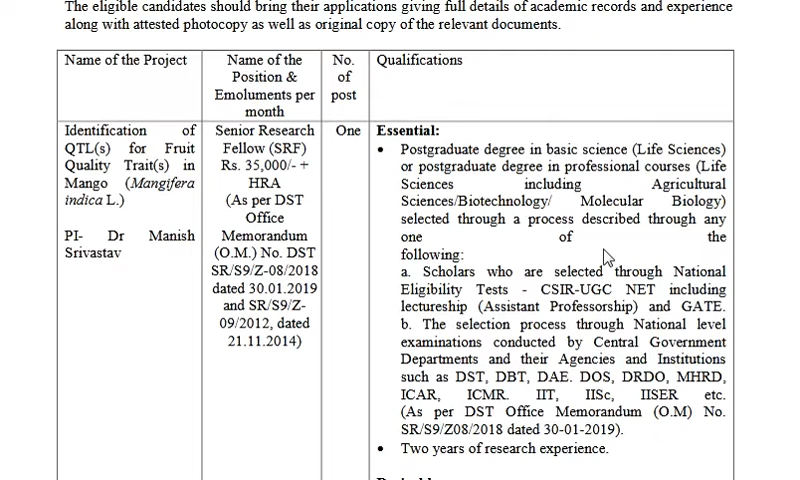 The eligible candidates should bring their applications giving full details of academic records and experience
along with attested photocopy as well as original copy of the relevant documents.
Name of the Project
Name of the
Position &
Emoluments per
month
No.
of
post
Qualifications
Identification of
QTL(s) for Fruit
Quality Trait(s) in
Mango (Mangifera
indica L.)
PI- Dr Manish
Srivastav
Senior Research
Fellow (SRF)
Rs. 35,000/- +
HRA
(As per DST
Office
Memorandum
(O.M.) No. DST
SR/S9/Z-08/2018
dated 30.01.2019
and SR/S9/Z-
09/2012, dated
21.11.2014)
One
Essential:
• Postgraduate degree in basic science (Life Sciences)
or postgraduate degree in professional courses (Life
Sciences including Agricultural
Sciences/Biotechnology/ Molecular Biology)
selected through a process described through any
one of the
following:
a. Scholars who are selected through National
Eligibility Tests - CSIR-UGC NET including
lectureship (Assistant Professorship) and GATE.
b. The selection process through National level
examinations conducted by Central Government
Departments and their Agencies and Institutions
such as DST, DBT, DAE. DOS, DRDO, MHRD,
ICAR, ICMR. IIT, IISc, IISER etc.
(As per DST Office Memorandum (O.M) No.
SR/S9/Z08/2018 dated 30-01-2019).
• Two years of research experience.